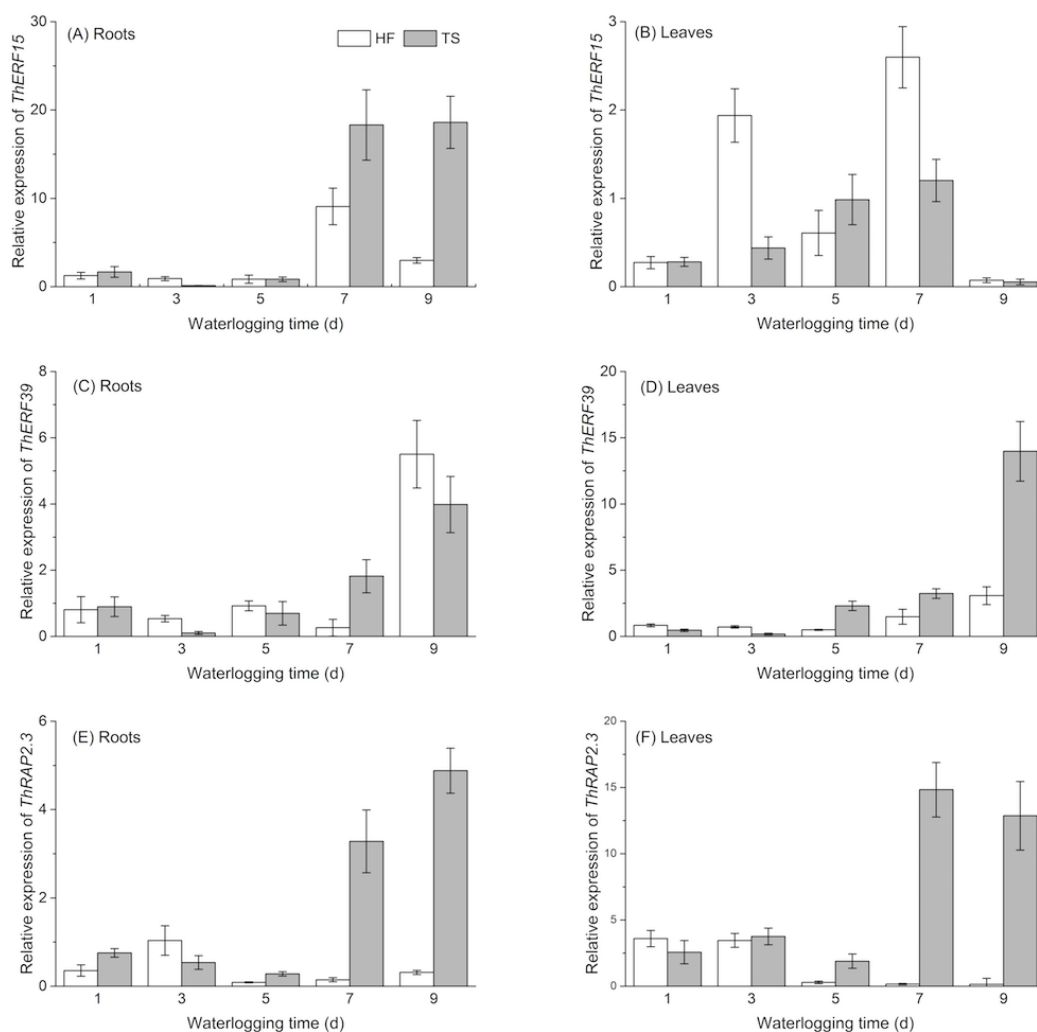 (A) Roots
HF
TS
Relative expression of ThERF15
30
20
10
0
1 3 5 7 9
Waterlogging time (d)
(B) Leaves
Relative expression of ThERF15
3
2
1
0
1 3 5 7 9
Waterlogging time (d)
(C) Roots
Relative expression of ThERF39
8
6
4
2
0
1 3 5 7 9
Waterlogging time (d)
(D) Leaves
Relative expression of ThERF39
20
15
10
5
0
1 3 5 7 9
Waterlogging time (d)
(E) Roots
Relative expression of ThRAP2.3
6
4
2
0
1 3 5 7 9
Waterlogging time (d)
(F) Leaves
Relative expression of ThRAP2.3
20
15
10
5
0
1 3 5 7 9
Waterlogging time (d)